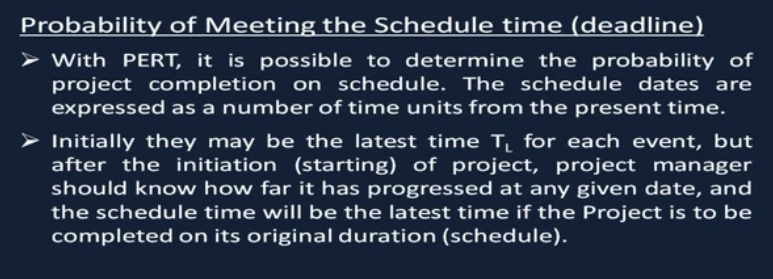 Probability of Meeting the Schedule time (deadline)
➢ With PERT, it is possible to determine the probability of
project completion on schedule. The schedule dates are
expressed as a number of time units from the present time.
➢ Initially they may be the latest time TL for each event, but
after the initiation (starting) of project, project manager
should know how far it has progressed at any given date, and
the schedule time will be the latest time if the Project is to be
completed on its original duration (schedule).